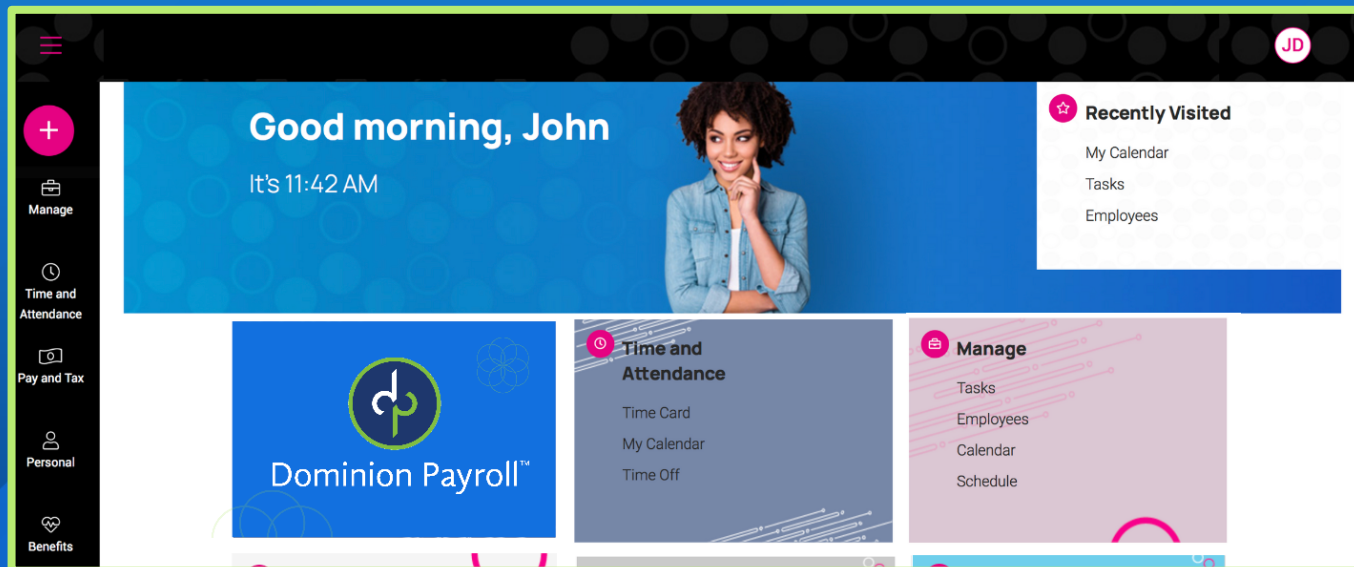 JD
Good morning, John
It's 11:42 AM
Recently Visited
My Calendar
Tasks
Employees
Manage
Time and
Attendance
Pay and Tax
Personal
Benefits
dp
Dominion Payroll™
Time and
Attendance
Time Card
My Calendar
Time Off
Manage
Tasks
Employees
Calendar
Schedule